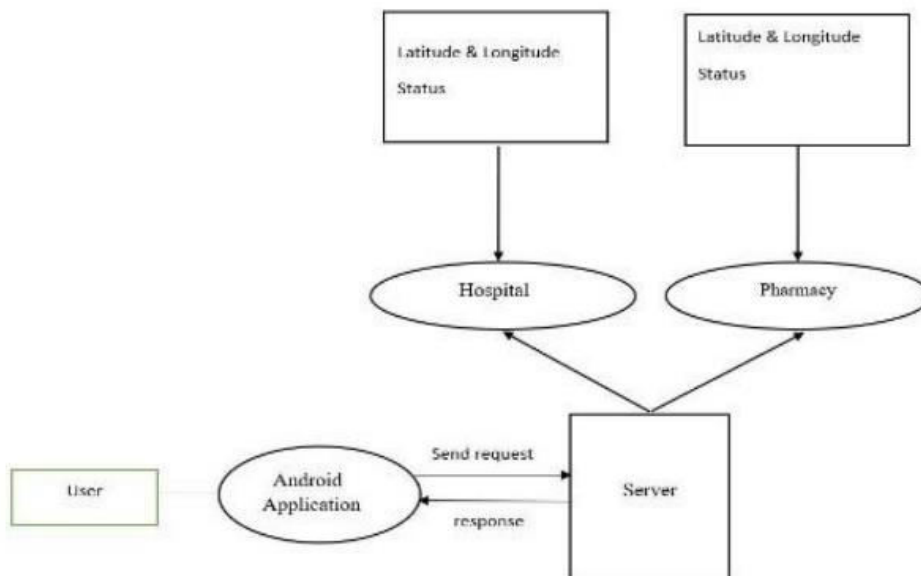 Latitude & Longitude
Status
Latitude & Longitude
Status
Hospital
Pharmacy
Send request
User
Android
Application
Server
response